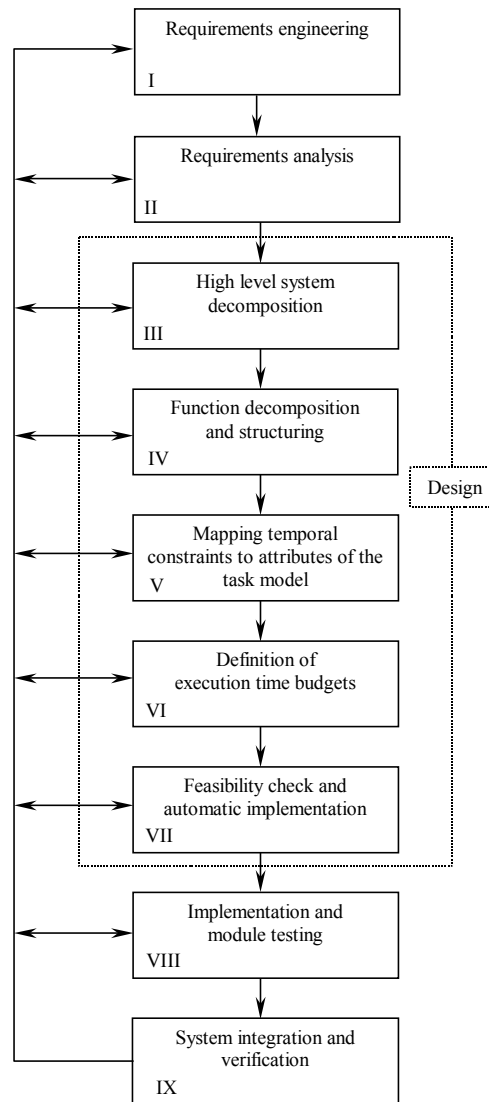 Requirements engineering
I
Requirements analysis
II
High level system
decomposition
III
Function decomposition
and structuring
IV
Design
Mapping temporal
constraints to attributes of the
task model
V
Definition of
execution time budgets
VI
Feasibility check and
automatic implementation
VII
Implementation and
module testing
VIII
System integration and
verification
IX